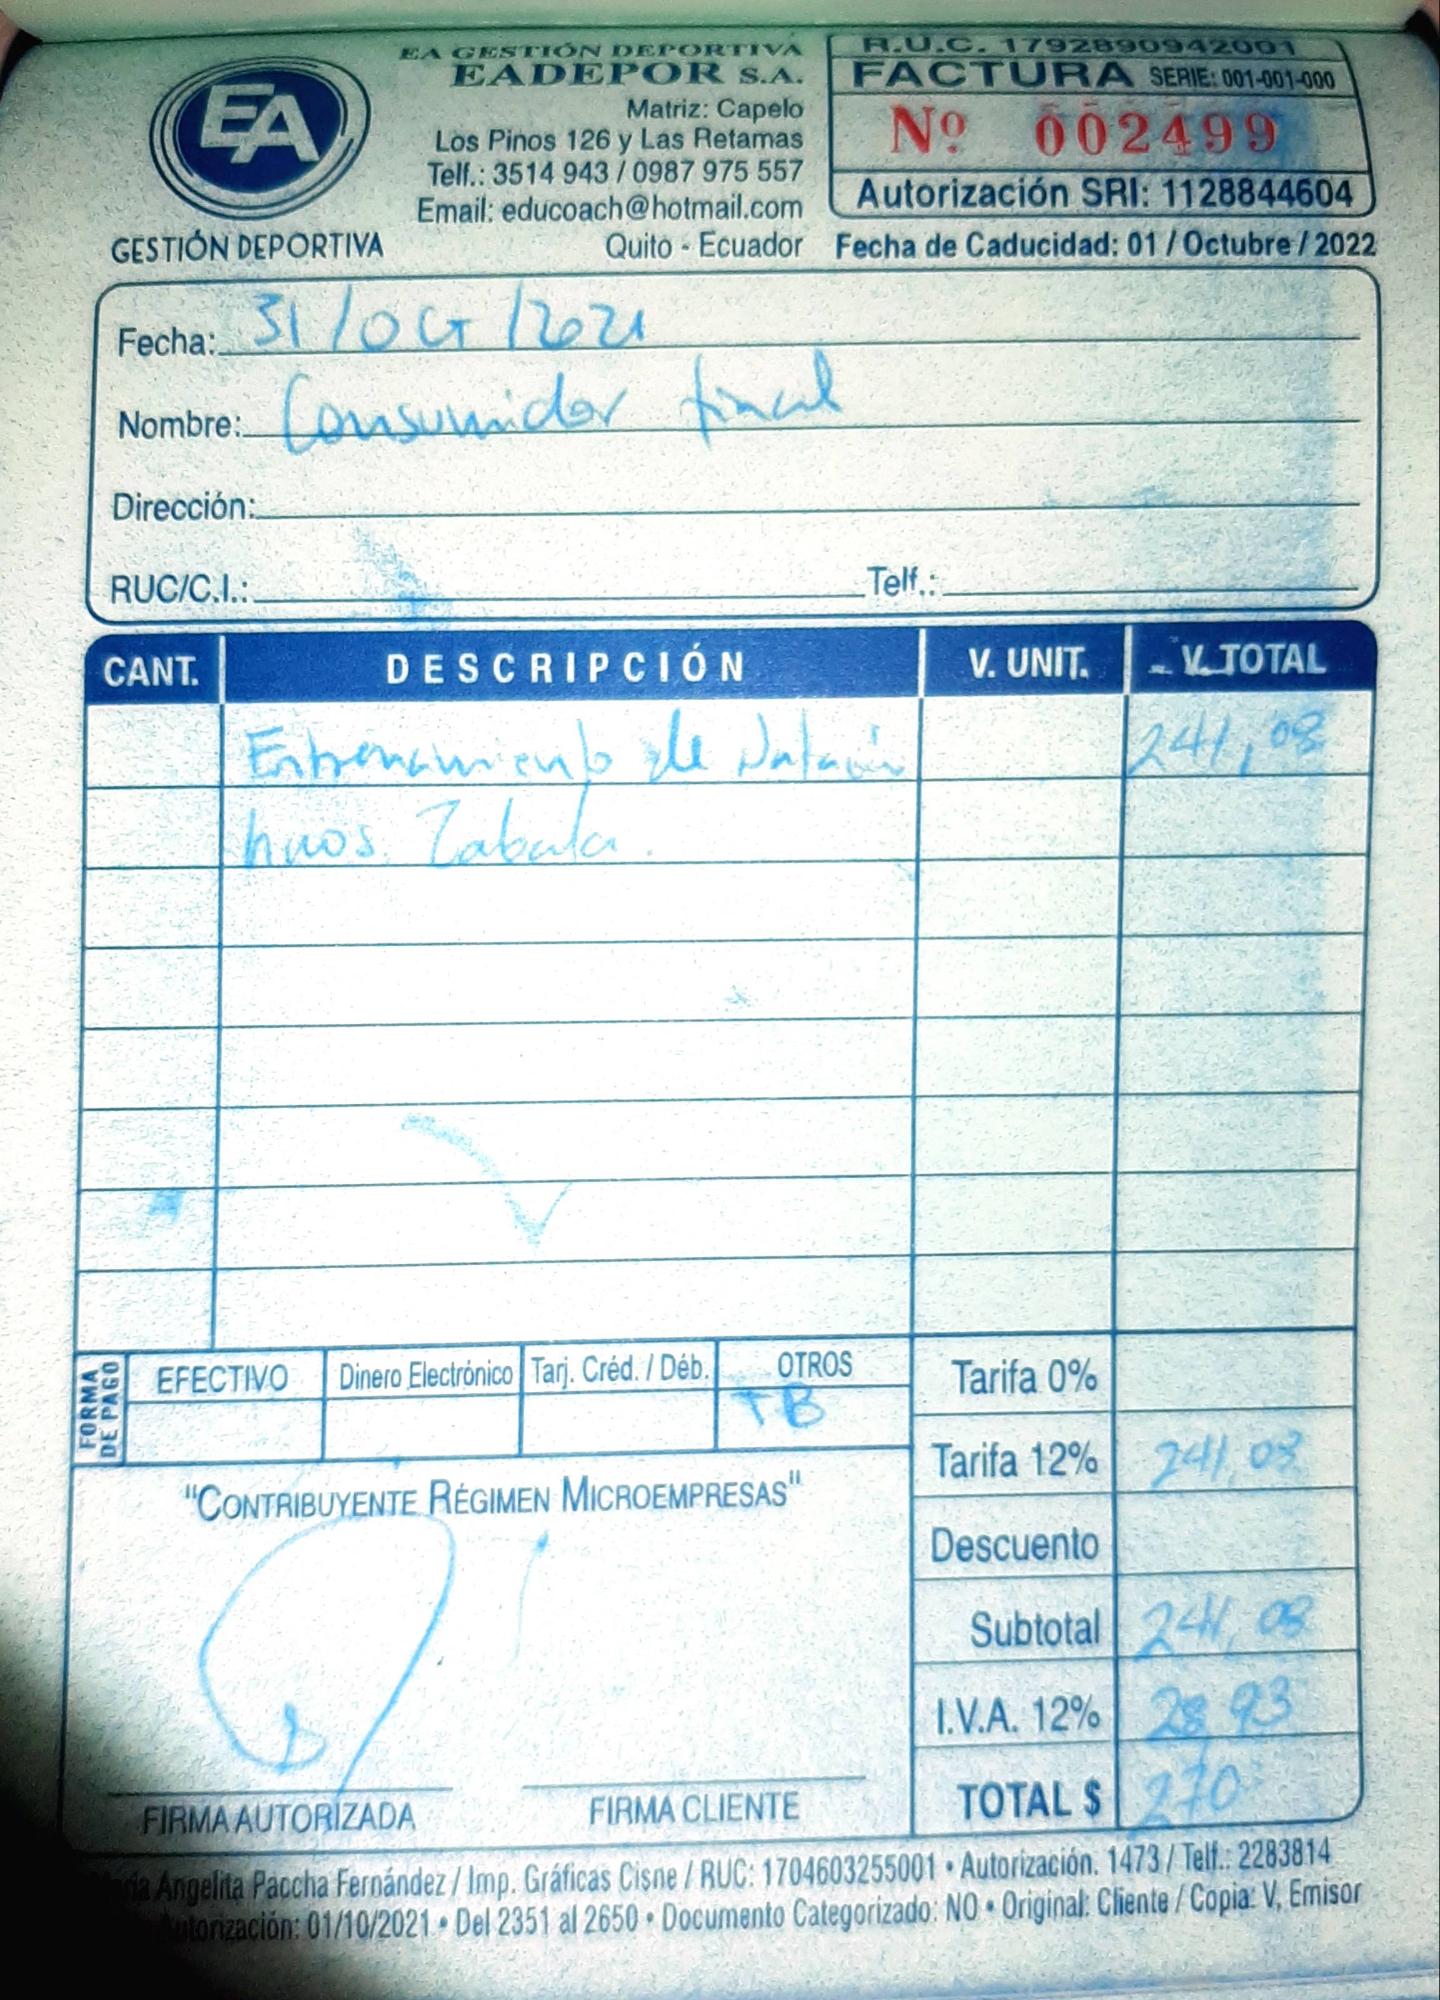 EA
GESTIÓN DEPORTIVA
EA GESTIÓN DEPORTIVA
EADEPOR S.A.
Matriz: Capelo
Los Pinos 126 y Las Retamas
Telf.: 3514 943 / 0987 975 557
Email: educoach@hotmail.com
Quito - Ecuador
R.U.C. 1792890942001
FACTURA SERIE: 001-001-000
Nº 002499
Autorización SRI: 1128844604
Fecha de Caducidad: 01 / Octubre / 2022
Fecha: 31/Oct/2021
Nombre: Consumidor final
Dirección:
RUC/C.I.: Telf.:
CANT. DESCRIPCIÓN V. UNIT. V. TOTAL
Entrenamiento de Natación 241,08
hnos. Zabala.
FORMA DE PAGO
EFECTIVO Dinero Electrónico Tarj. Créd. / Déb. OTROS
TB
Tarifa 0%
Tarifa 12% 241,08
Descuento
Subtotal 241,08
I.V.A. 12% 28,93
TOTAL $ 270
"CONTRIBUYENTE RÉGIMEN MICROEMPRESAS"
FIRMA AUTORIZADA FIRMA CLIENTE
Angelita Paccha Fernández / Imp. Gráficas Cisne / RUC: 1704603255001 • Autorización. 1473 / Telf.: 2283814
Autorización: 01/10/2021 • Del 2351 al 2650 • Documento Categorizado: NO • Original: Cliente / Copia: V, Emisor